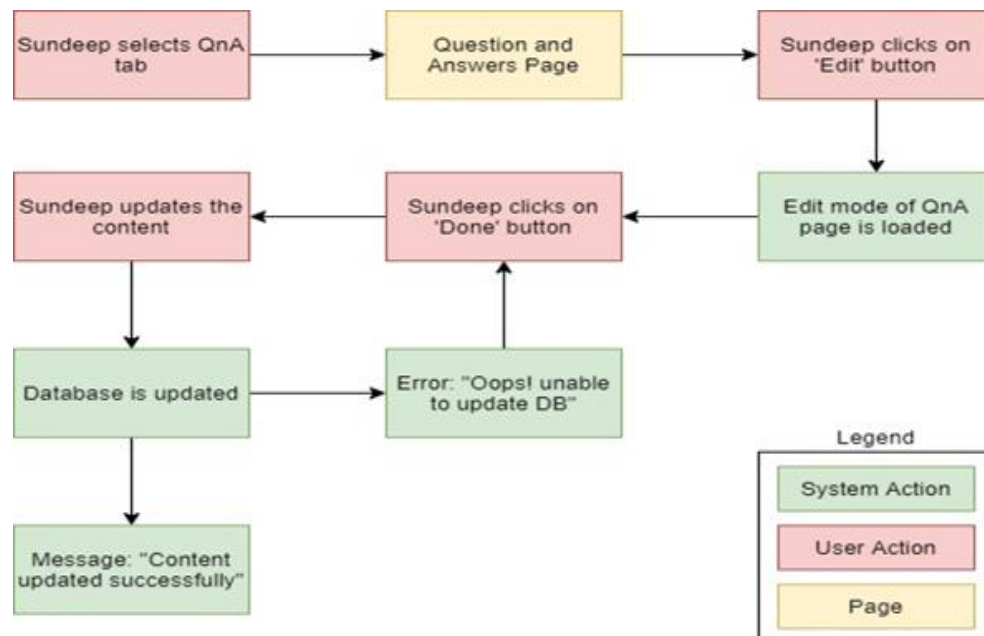 Sundeep selects QnA
tab
Question and
Answers Page
Sundeep clicks on
'Edit' button
Sundeep updates the
content
Sundeep clicks on
'Done' button
Edit mode of QnA
page is loaded
Database is updated
Error: "Oops! unable
to update DB"
Message: "Content
updated successfully"
Legend
System Action
User Action
Page